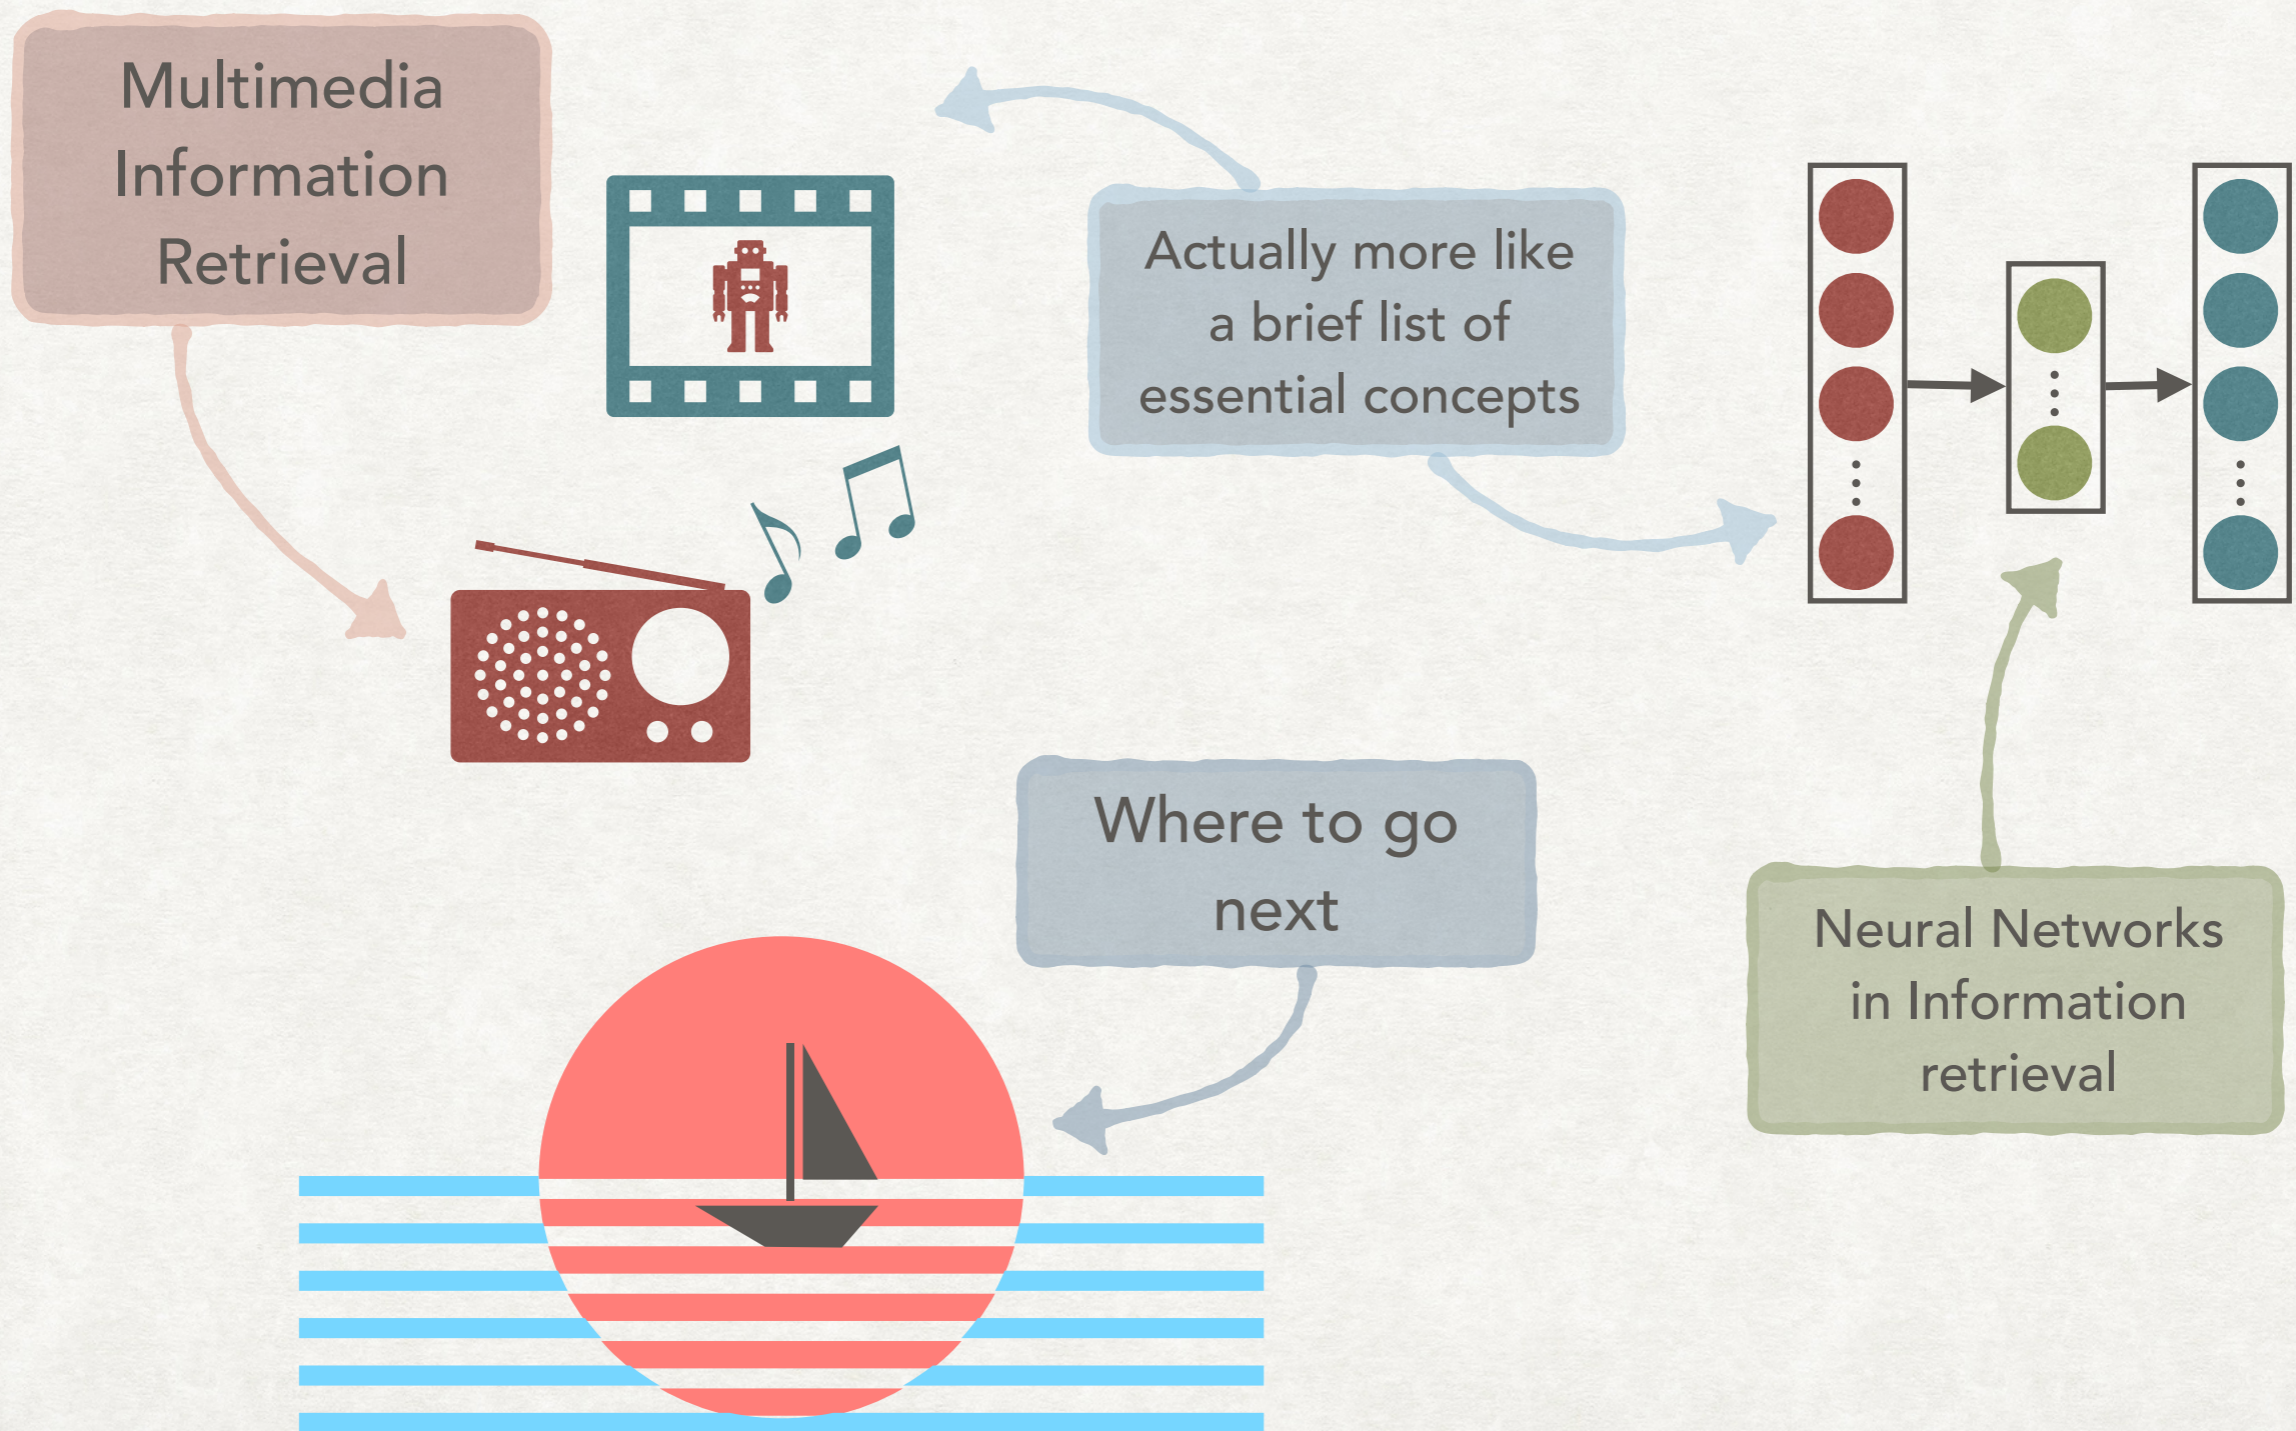 Multimedia
Information
Retrieval
Actually more like
a brief list of
essential concepts
Where to go
next
Neural Networks
in Information
retrieval